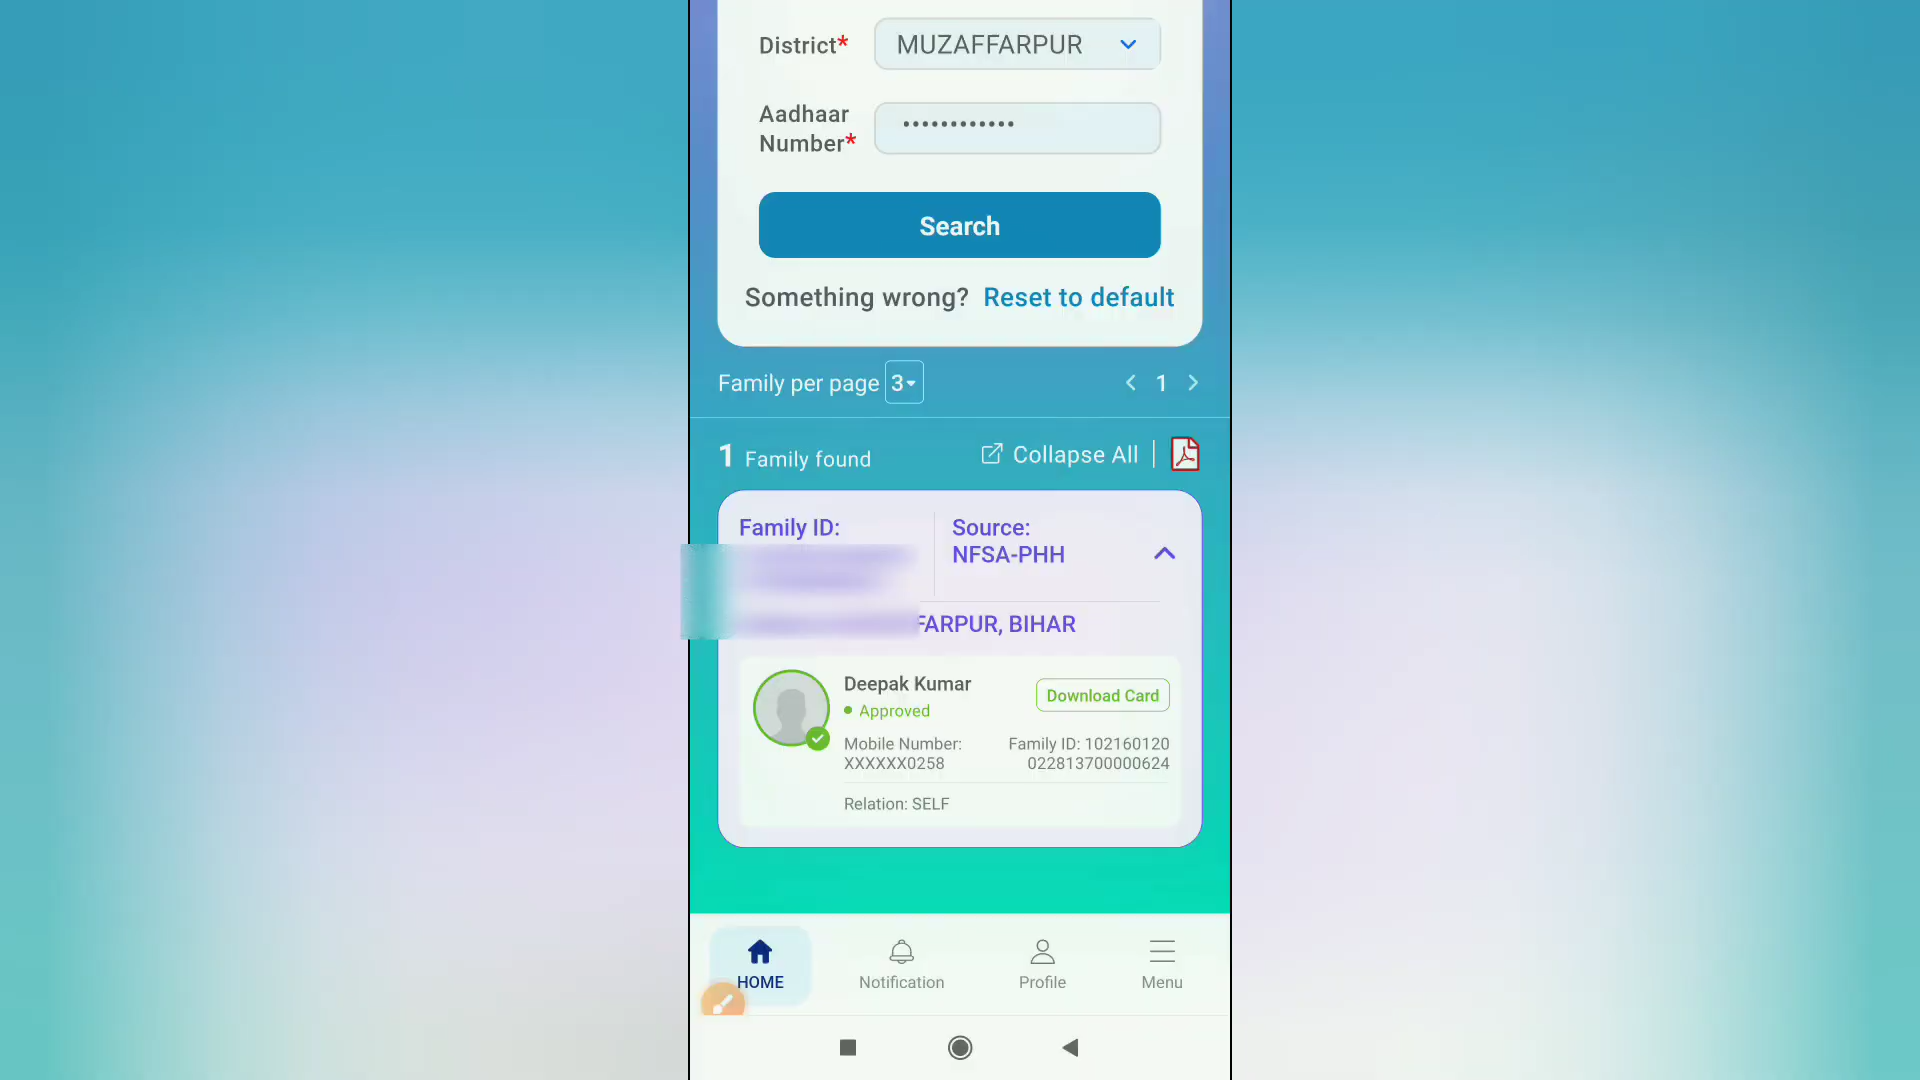 District*
MUZAFFARPUR
Aadhaar
Number*
••••••••••••
Search
Something wrong? Reset to default
Family per page 3
1
1 Family found
Collapse All
Family ID:
Source:
NFSA-PHH
FARPUR, BIHAR
Deepak Kumar
Download Card
Approved
Mobile Number:
XXXXXX0258
Family ID: 102160120
022813700000624
Relation: SELF
HOME
Notification
Profile
Menu